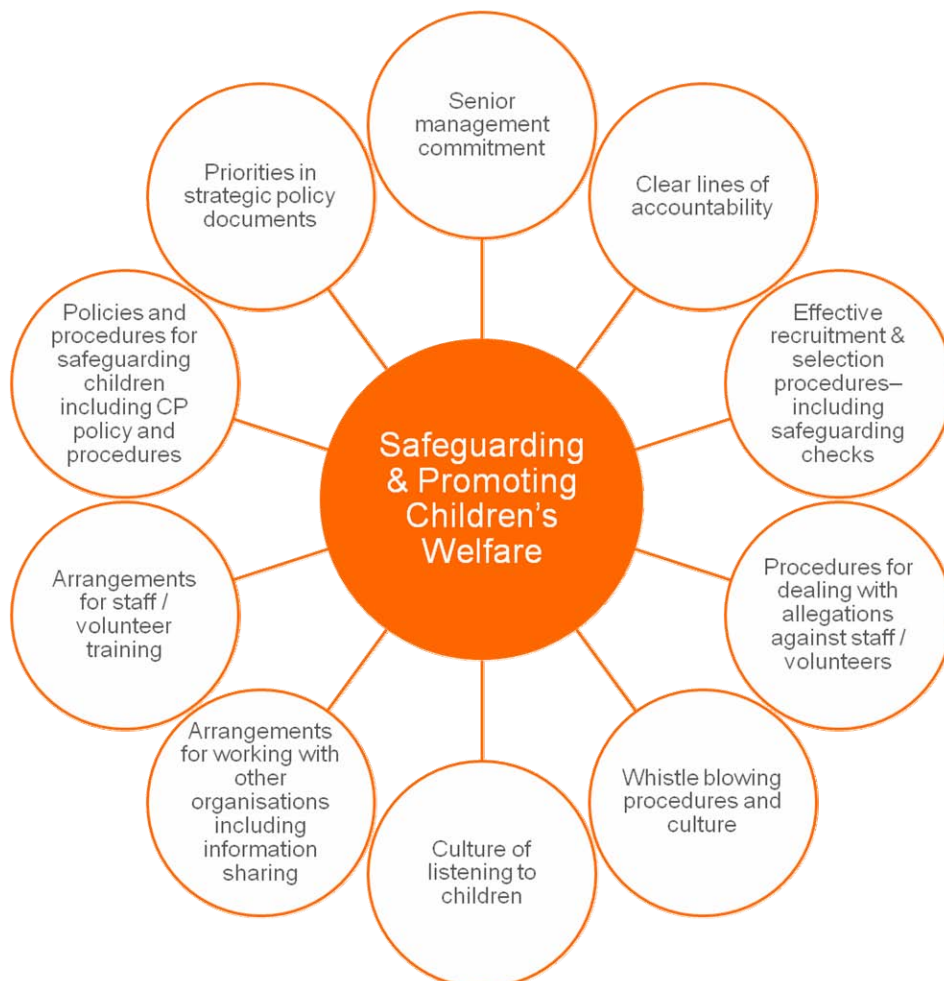 Senior
management
commitment
Clear lines of
accountability
Effective
recruitment &
selection
procedures–
including
safeguarding
checks
Procedures for
dealing with
allegations
against staff /
volunteers
Whistle blowing
procedures and
culture
Culture of
listening to
children
Arrangements
for working with
other
organisations
including
information
sharing
Arrangements
for staff /
volunteer
training
Policies and
procedures for
safeguarding
children
including CP
policy and
procedures
Priorities in
strategic policy
documents
Safeguarding
& Promoting
Children’s
Welfare